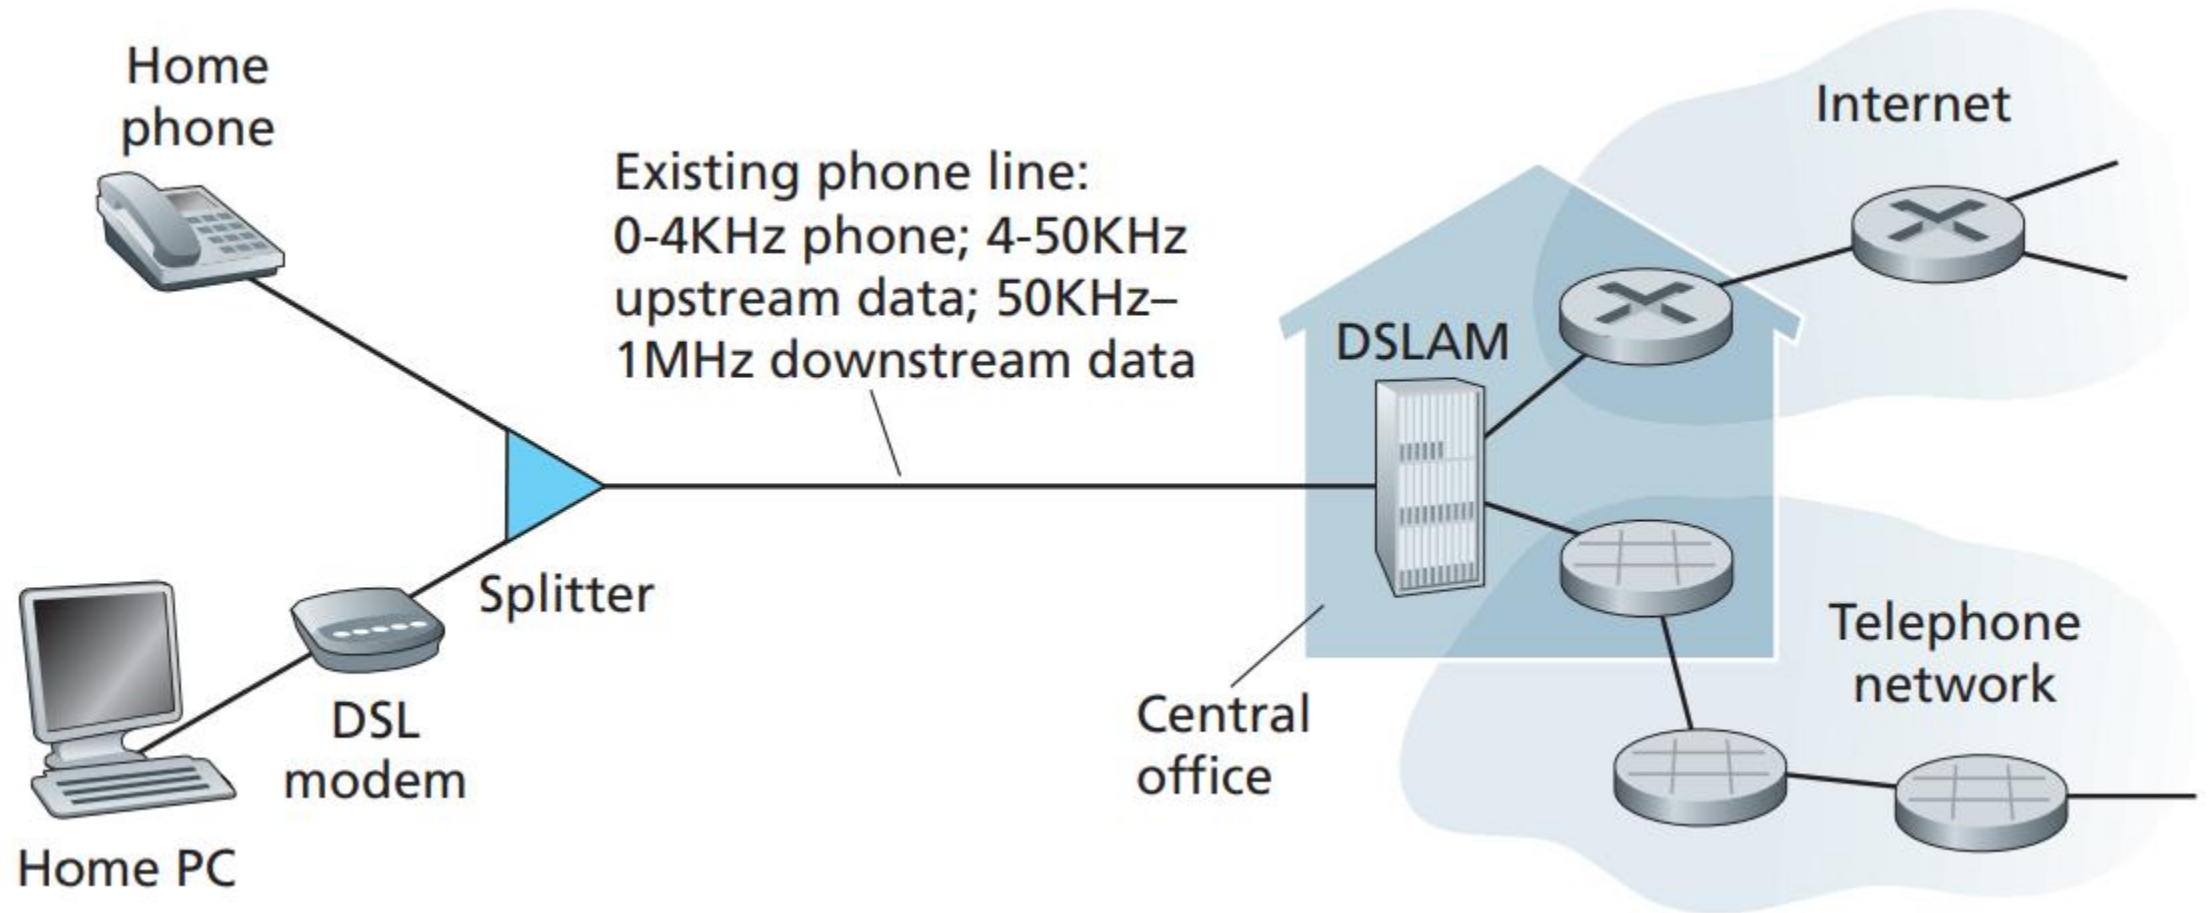 Home
phone
Existing phone line:
0-4KHz phone; 4-50KHz
upstream data; 50KHz–
1MHz downstream data
Internet
DSLAM
Splitter
DSL
modem
Home PC
Central
office
Telephone
network